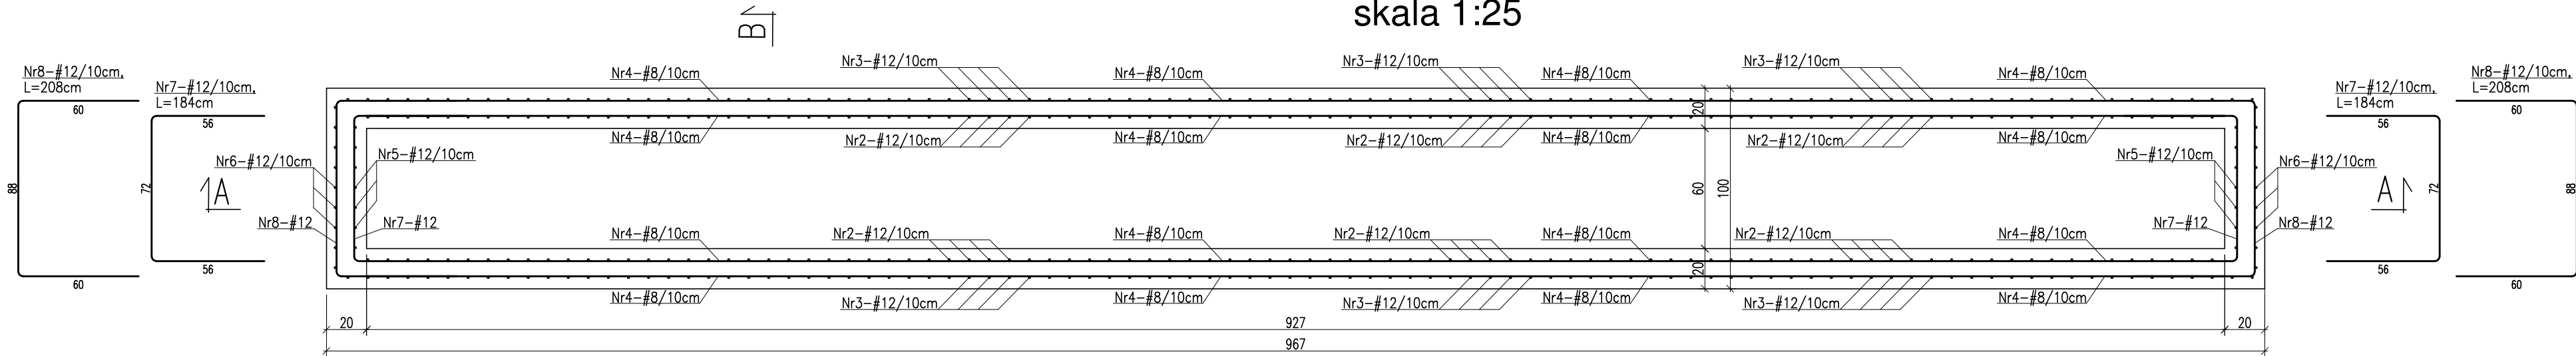 skala 1:25
B
Nr8-#12/10cm,
L=208cm
60
88
60
Nr7-#12/10cm,
L=184cm
56
72
56
A
Nr4-#8/10cm
Nr3-#12/10cm
Nr4-#8/10cm
Nr3-#12/10cm
Nr4-#8/10cm
Nr3-#12/10cm
Nr4-#8/10cm
Nr4-#8/10cm
Nr2-#12/10cm
Nr4-#8/10cm
Nr2-#12/10cm
Nr4-#8/10cm
Nr2-#12/10cm
Nr4-#8/10cm
Nr6-#12/10cm
Nr5-#12/10cm
Nr8-#12
Nr7-#12
20
60
100
20
Nr5-#12/10cm
Nr6-#12/10cm
Nr7-#12
Nr8-#12
Nr4-#8/10cm
Nr2-#12/10cm
Nr4-#8/10cm
Nr2-#12/10cm
Nr4-#8/10cm
Nr2-#12/10cm
Nr4-#8/10cm
Nr4-#8/10cm
Nr3-#12/10cm
Nr4-#8/10cm
Nr3-#12/10cm
Nr4-#8/10cm
Nr3-#12/10cm
Nr4-#8/10cm
20
927
20
967
Nr7-#12/10cm,
L=184cm
56
72
56
A
Nr8-#12/10cm,
L=208cm
60
88
60